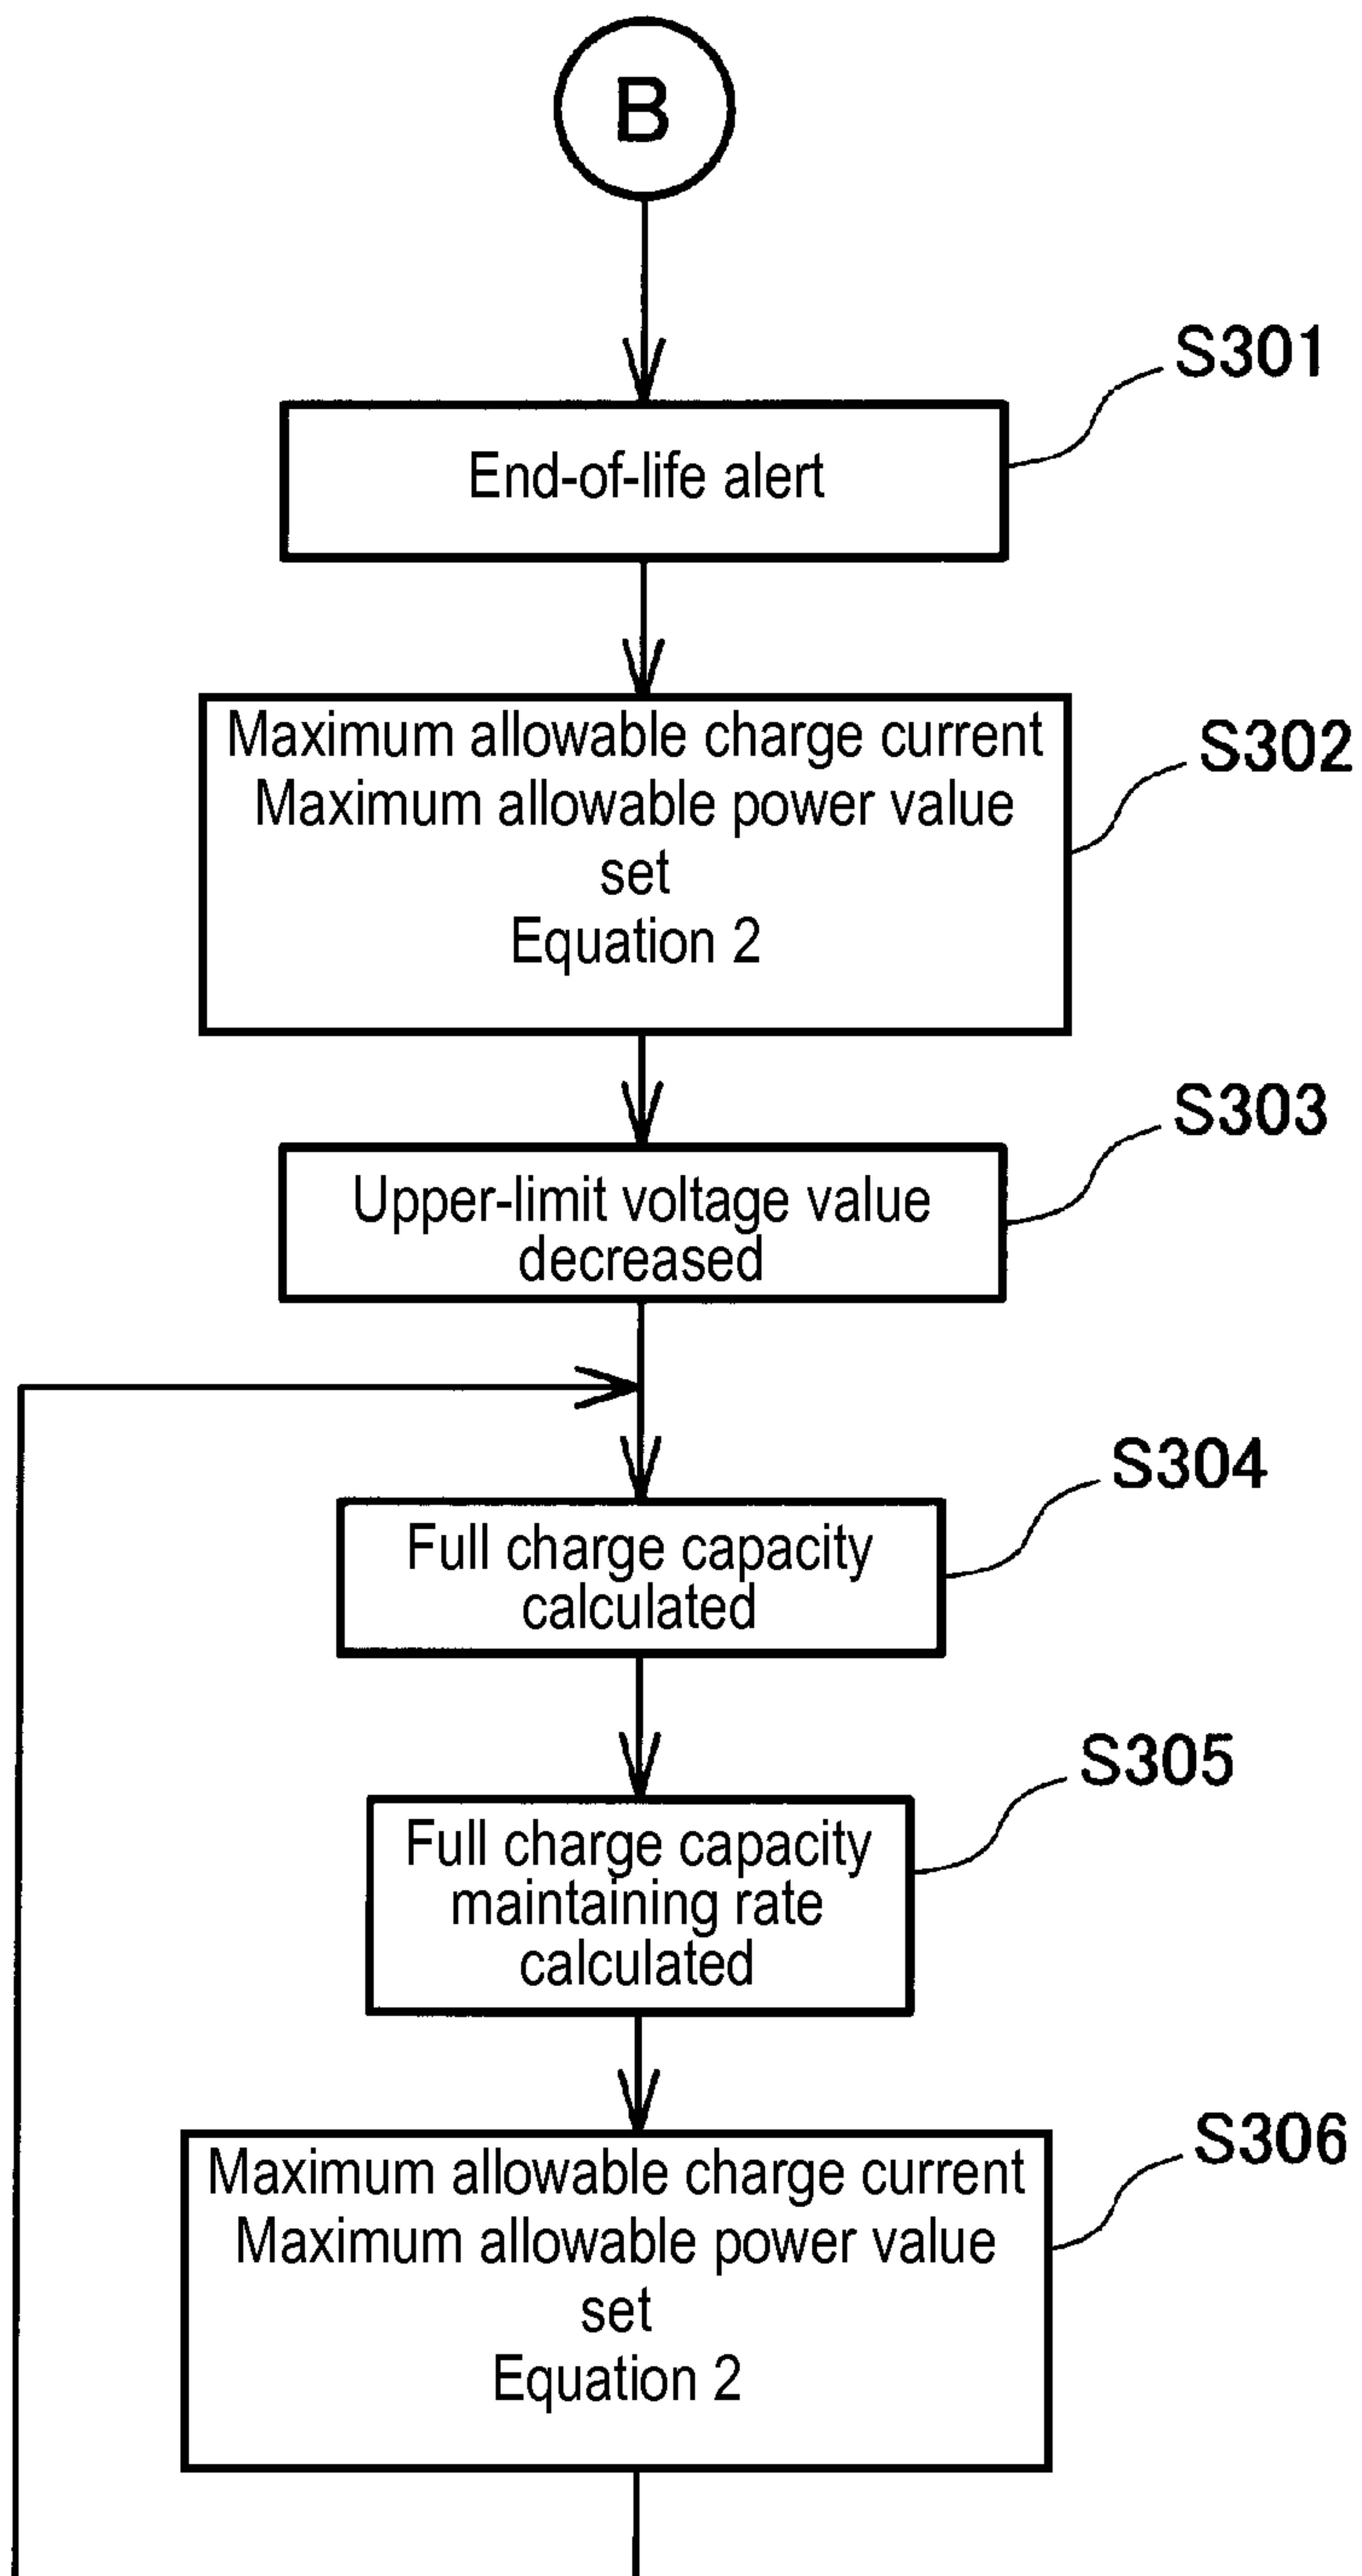 B
S301
End-of-life alert
Maximum allowable charge current
Maximum allowable power value
set
Equation 2
S302
S303
Upper-limit voltage value
decreased
S304
Full charge capacity
calculated
S305
Full charge capacity
maintaining rate
calculated
S306
Maximum allowable charge current
Maximum allowable power value
set
Equation 2